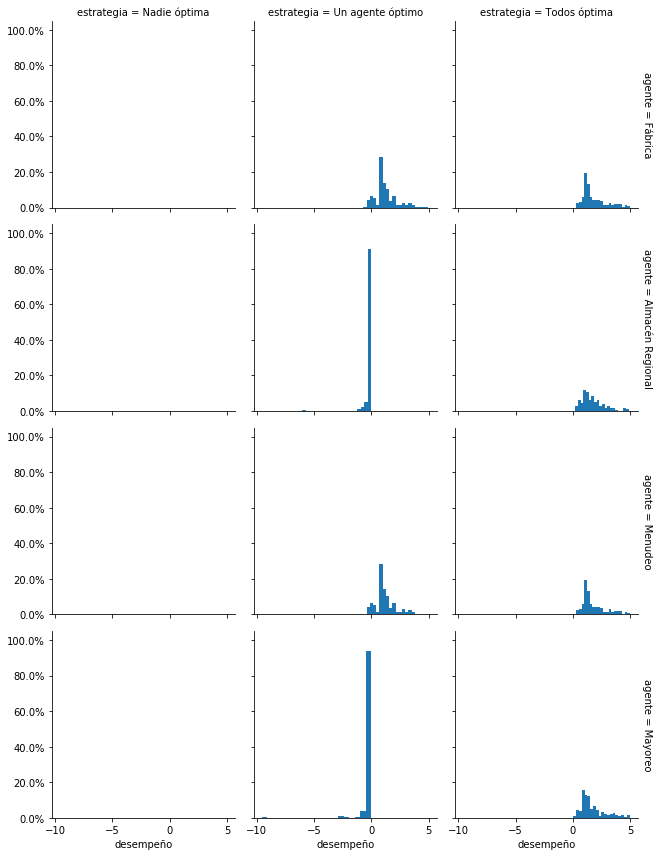 estrategia = Nadie óptima
estrategia = Un agente óptimo
estrategia = Todos óptima
100.0%
80.0%
60.0%
40.0%
20.0%
0.0%
agente = Fábrica
100.0%
80.0%
60.0%
40.0%
20.0%
0.0%
agente = Almacén Regional
100.0%
80.0%
60.0%
40.0%
20.0%
0.0%
agente = Menudeo
100.0%
80.0%
60.0%
40.0%
20.0%
0.0%
agente = Mayoreo
−10 −5 0 5
−10 −5 0 5
−10 −5 0 5
desempeño
desempeño
desempeño